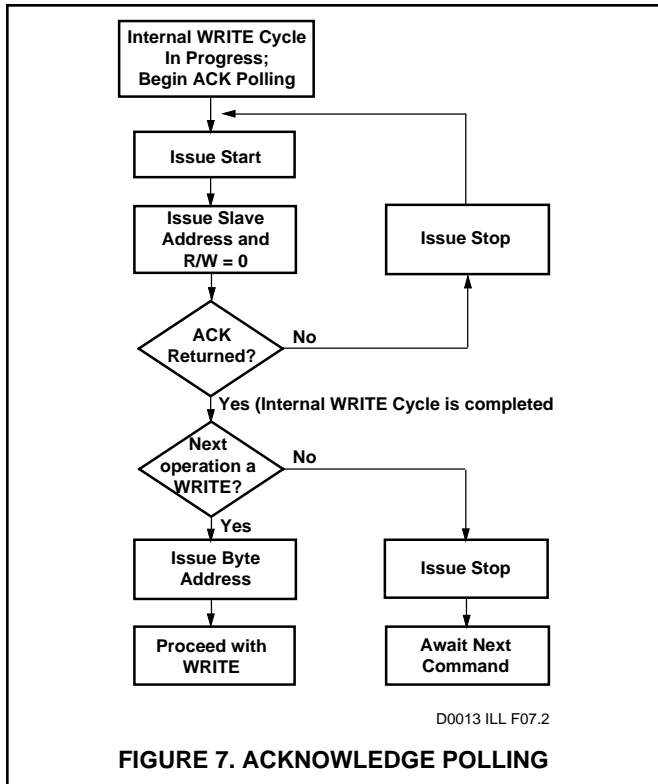 Internal WRITE Cycle
In Progress;
Begin ACK Polling
Issue Start
Issue Slave
Address and
R/W = 0
Issue Stop
ACK
Returned?
No
Yes (Internal WRITE Cycle is completed
Next
operation a
WRITE?
No
Yes
Issue Byte
Address
Issue Stop
Proceed with
WRITE
Await Next
Command
D0013 ILL F07.2
FIGURE 7. ACKNOWLEDGE POLLING